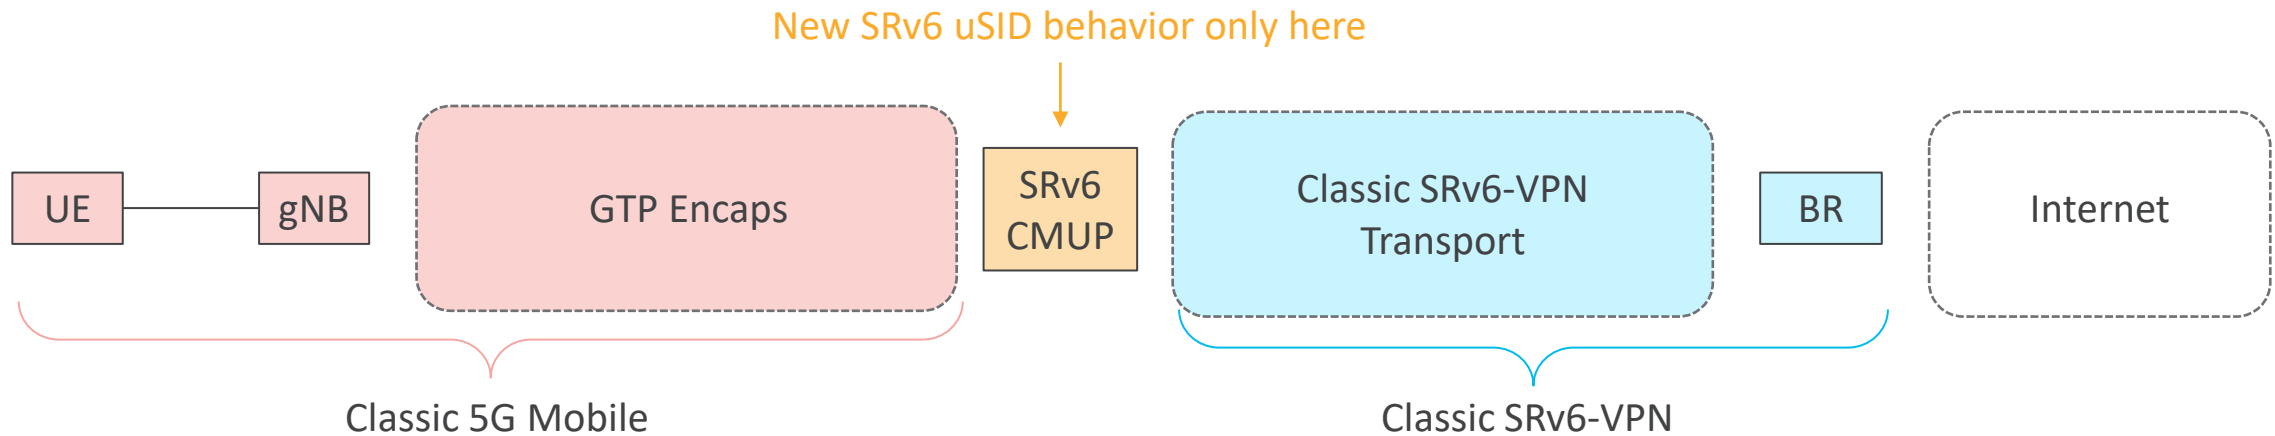 New SRv6 uSID behavior only here
UE
gNB
GTP Encaps
SRv6
CMUP
Classic SRv6-VPN
Transport
BR
Internet
Classic 5G Mobile
Classic SRv6-VPN